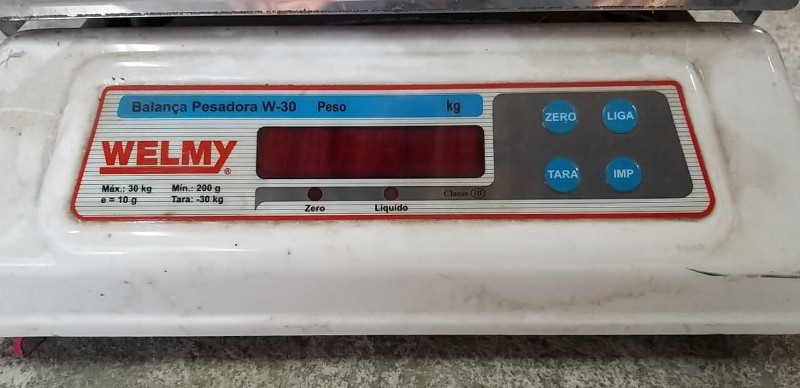 Balança Pesadora W-30 Peso kg
WELMY®
Máx.: 30 kg Mín.: 200 g
e = 10 g Tara: -30 kg
Zero Líquido Classe III
ZERO LIGA
TARA IMP